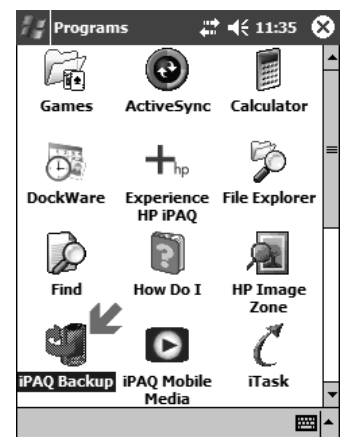 Programs 11:35
Games ActiveSync Calculator
hp
DockWare Experience File Explorer
HP iPAQ
Find How Do I HP Image
Zone
iPAQ Backup iPAQ Mobile iTask
Media